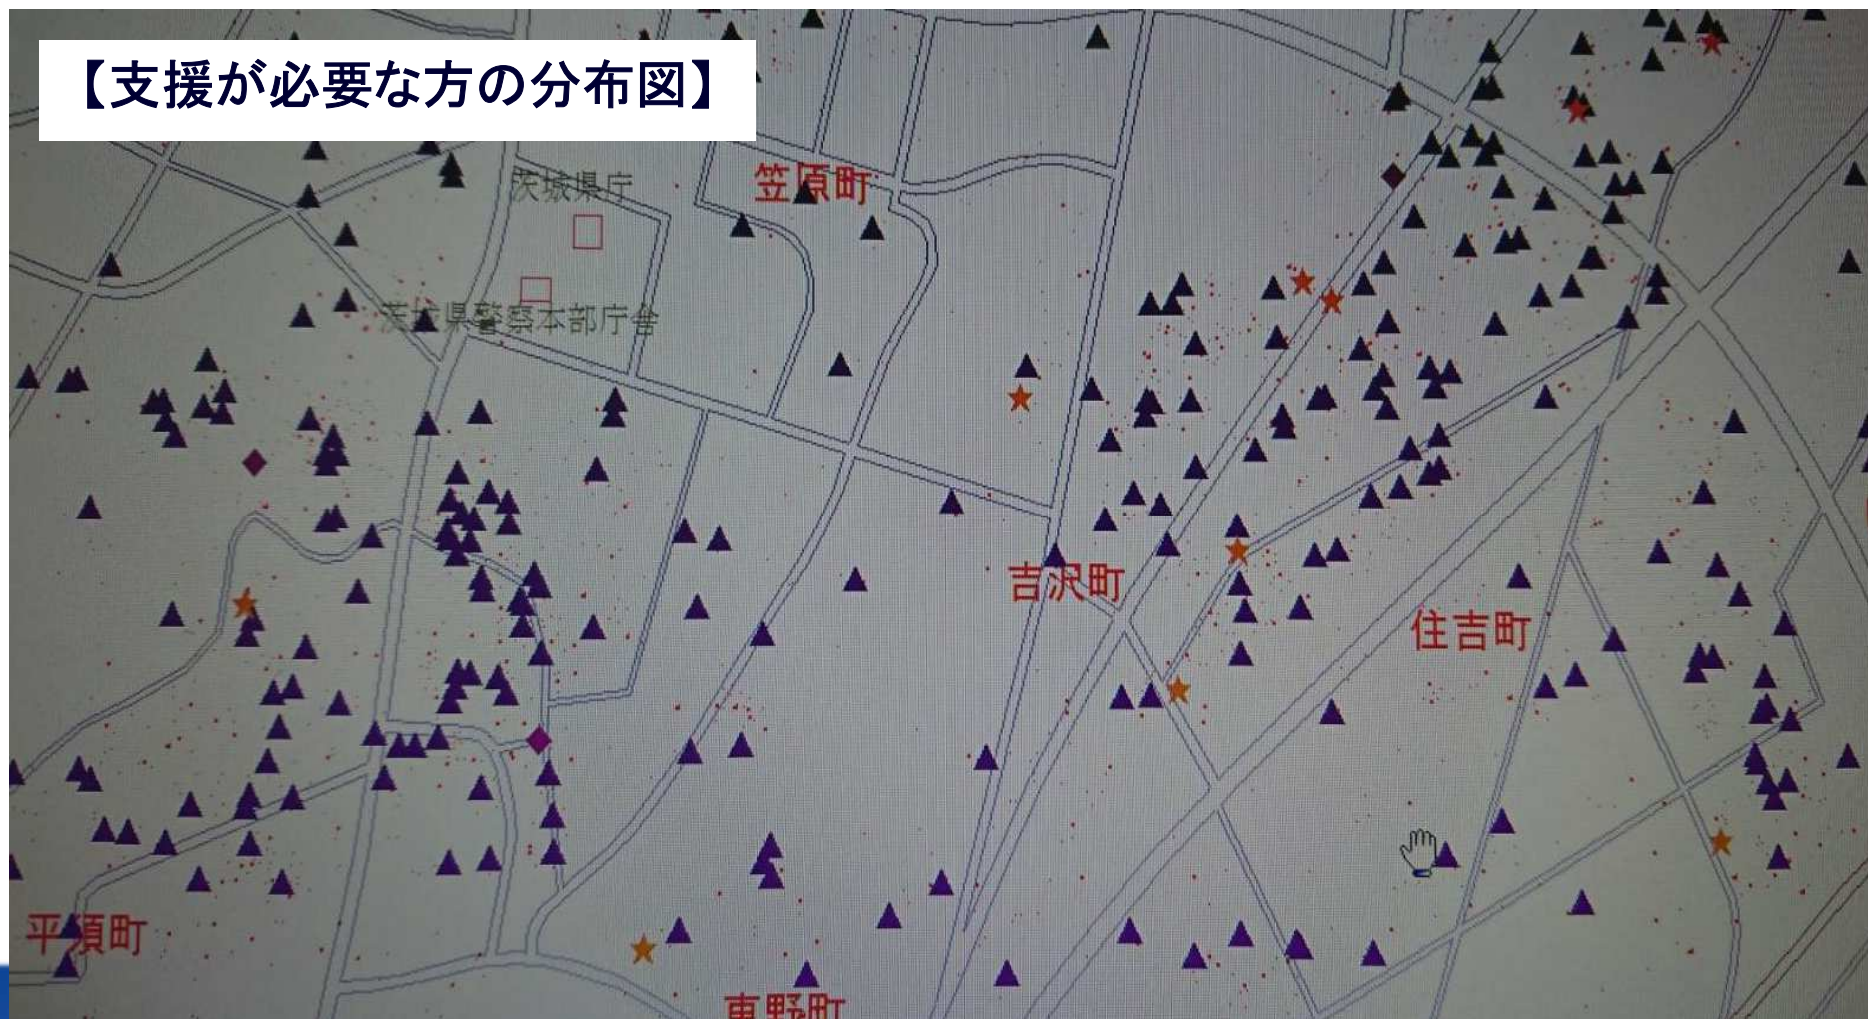 【支援が必要な方の分布図】
茨城県庁
笠原町
茨城県警察本部庁舎
吉沢町
住吉町
平須町
東野町